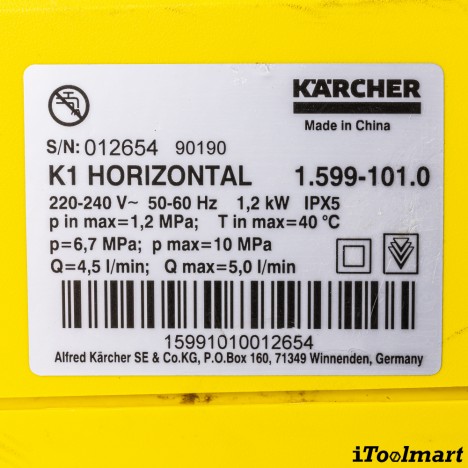 KÄRCHER
Made in China
S/N: 012654 90190
K1 HORIZONTAL 1.599-101.0
220-240 V~ 50-60 Hz 1,2 kW IPX5
p in max=1,2 MPa; T in max=40 °C
p=6,7 MPa; p max=10 MPa
Q=4,5 l/min; Q max=5,0 l/min
15991010012654
Alfred Kärcher SE & Co.KG, P.O.Box 160, 71349 Winnenden, Germany
iToolmart